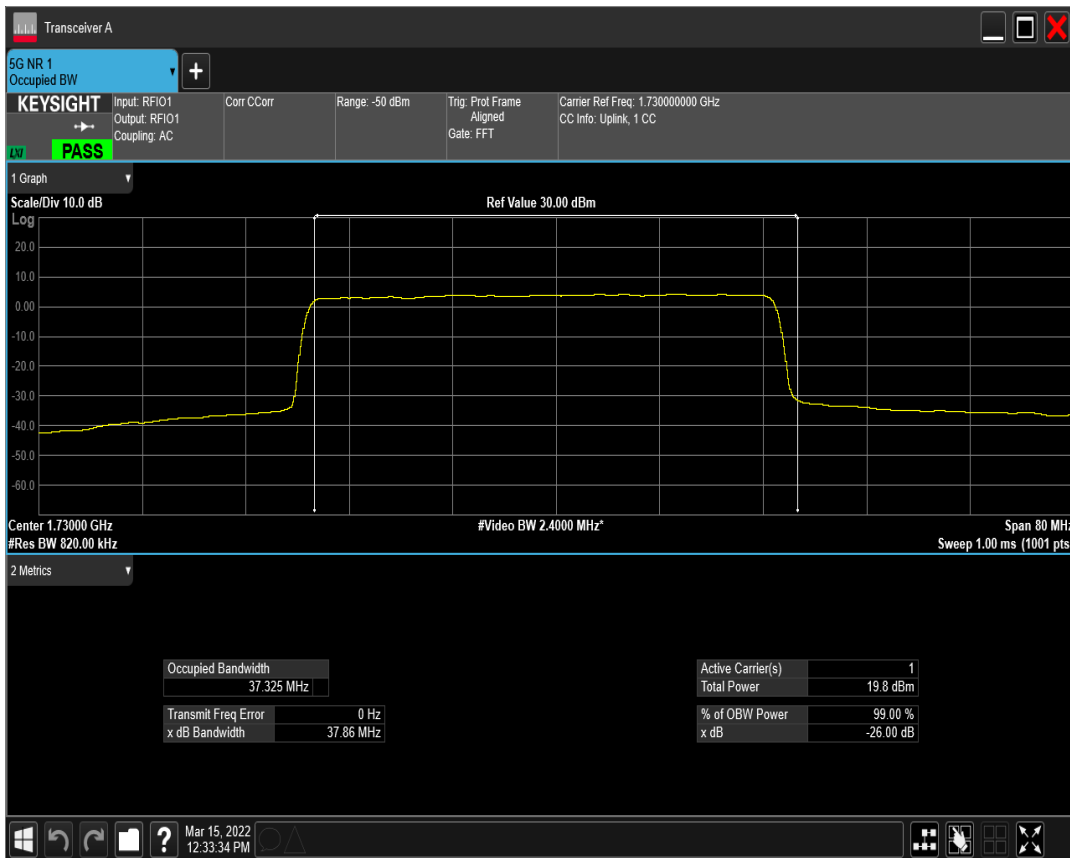 Transceiver A
5G NR 1
Occupied BW
+
KEYSIGHT
LXI
PASS
Input: RFIO1
Output: RFIO1
Coupling: AC
Corr CCorr
Range: -50 dBm
Trig: Prot Frame
Aligned
Gate: FFT
Carrier Ref Freq: 1.730000000 GHz
CC Info: Uplink, 1 CC
1 Graph
Scale/Div 10.0 dB
Ref Value 30.00 dBm
Log
20.0
10.0
0.00
-10.0
-20.0
-30.0
-40.0
-50.0
-60.0
Center 1.73000 GHz
#Video BW 2.4000 MHz*
Span 80 MHz
#Res BW 820.00 kHz
Sweep 1.00 ms (1001 pts
2 Metrics
Occupied Bandwidth
37.325 MHz
Transmit Freq Error 0 Hz
x dB Bandwidth 37.86 MHz
Active Carrier(s) 1
Total Power 19.8 dBm
% of OBW Power 99.00 %
x dB -26.00 dB
?
Mar 15, 2022
12:33:34 PM